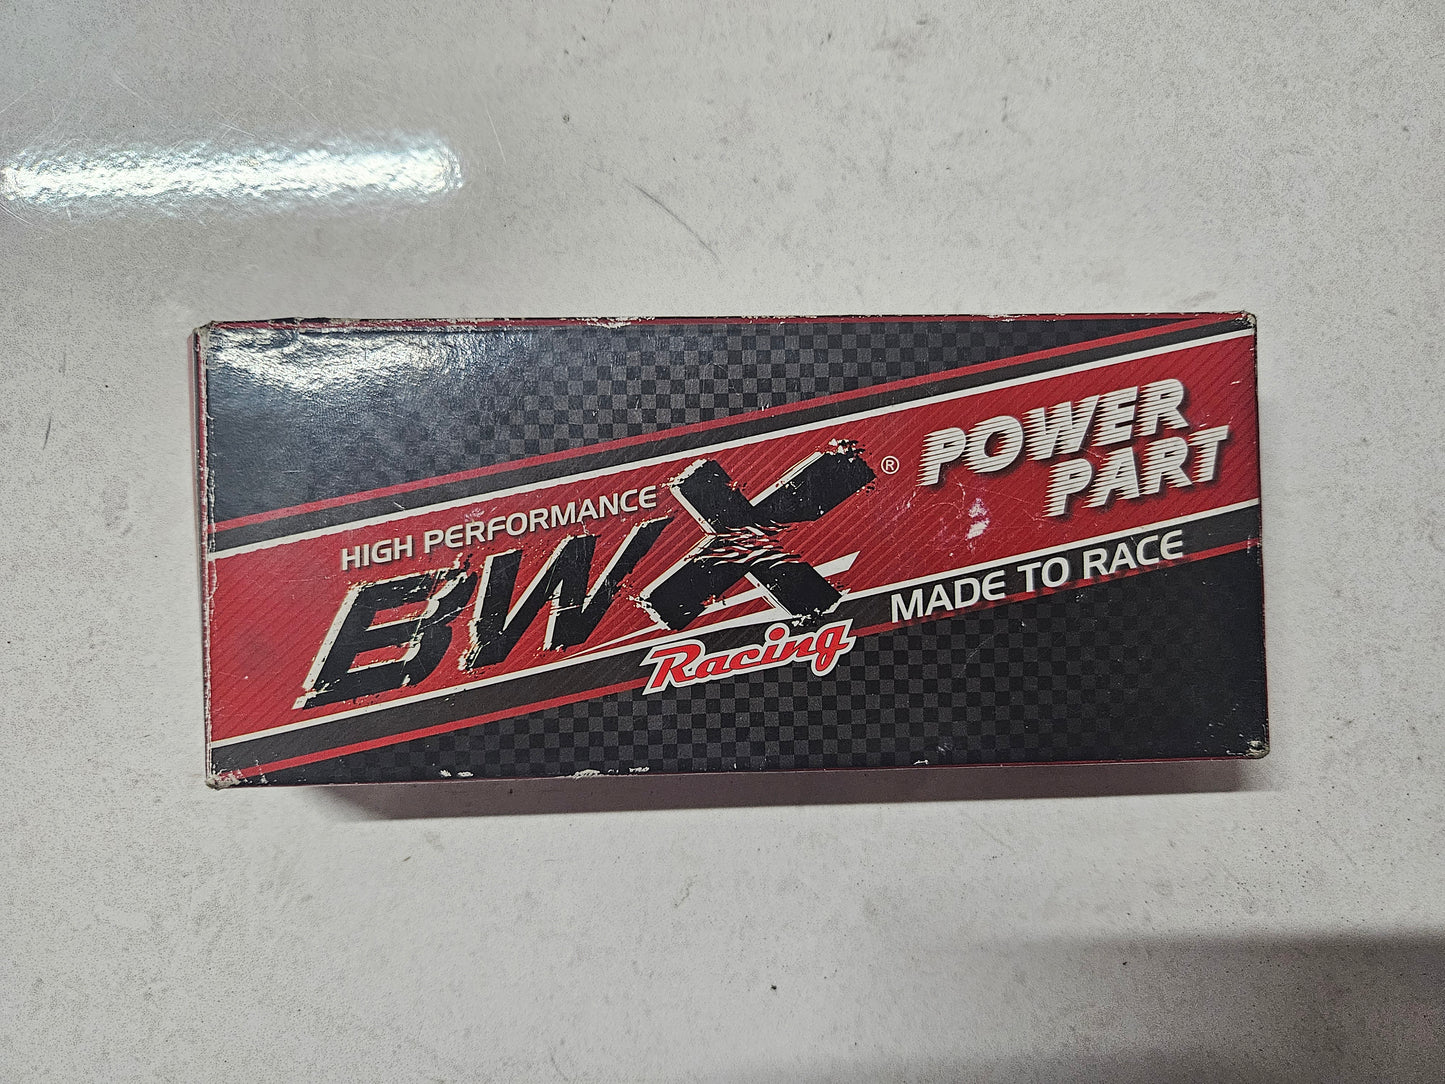 HIGH PERFORMANCE
BWX®
Racing
POWER
PART
MADE TO RACE